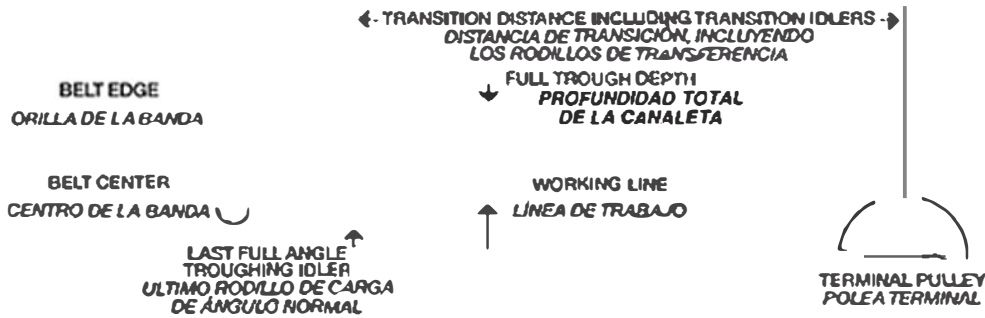 TRANSITION DISTANCE INCLUDING TRANSITION IDLERS
DISTANCIA DE TRANSICIÓN, INCLUYENDO
LOS RODILLOS DE TRANSFERENCIA
FULL TROUGH DEPTH
PROFUNDIDAD TOTAL
DE LA CANALETA
BELT EDGE
ORILLA DE LA BANDA
BELT CENTER
CENTRO DE LA BANDA
WORKING LINE
LÍNEA DE TRABAJO
LAST FULL ANGLE
TROUGHING IDLER
ULTIMO RODILLO DE CARGA
DE ÁNGULO NORMAL
TERMINAL PULLEY
POLEA TERMINAL